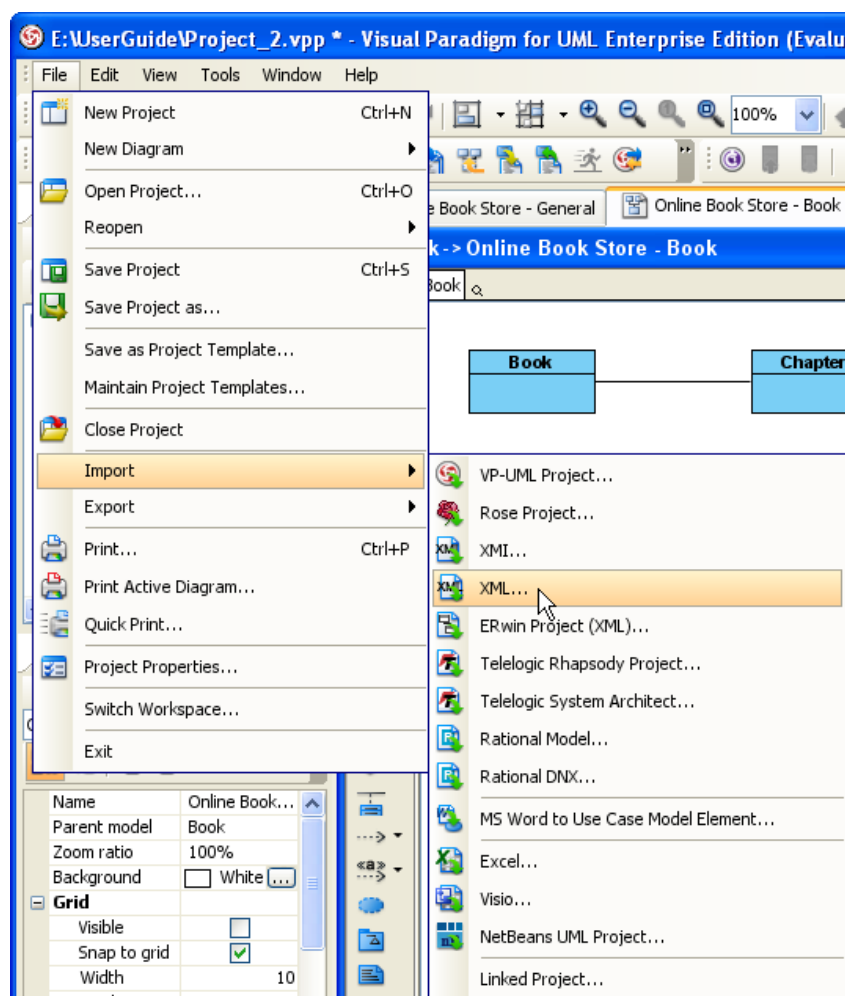 E:\UserGuide\Project_2.vpp * - Visual Paradigm for UML Enterprise Edition (Evalu
File Edit View Tools Window Help
New Project Ctrl+N
100%
New Diagram
Open Project... Ctrl+O
Book Store - General Online Book Store - Book
Reopen
-> Online Book Store - Book
Save Project Ctrl+S
Book
Save Project as...
Save as Project Template...
Book Chapter
Maintain Project Templates...
Close Project
Import
VP-UML Project...
Export
Rose Project...
Print... Ctrl+P
XMI...
Print Active Diagram...
XML...
Quick Print...
ERwin Project (XML)...
Project Properties...
Telelogic Rhapsody Project...
Switch Workspace...
Telelogic System Architect...
Exit
Rational Model...
Rational DNX...
Name Online Book...
MS Word to Use Case Model Element...
Parent model Book
Zoom ratio 100%
Excel...
Background White ...
<<a>>
Grid
Visio...
Visible
NetBeans UML Project...
Snap to grid
Width 10
Linked Project...